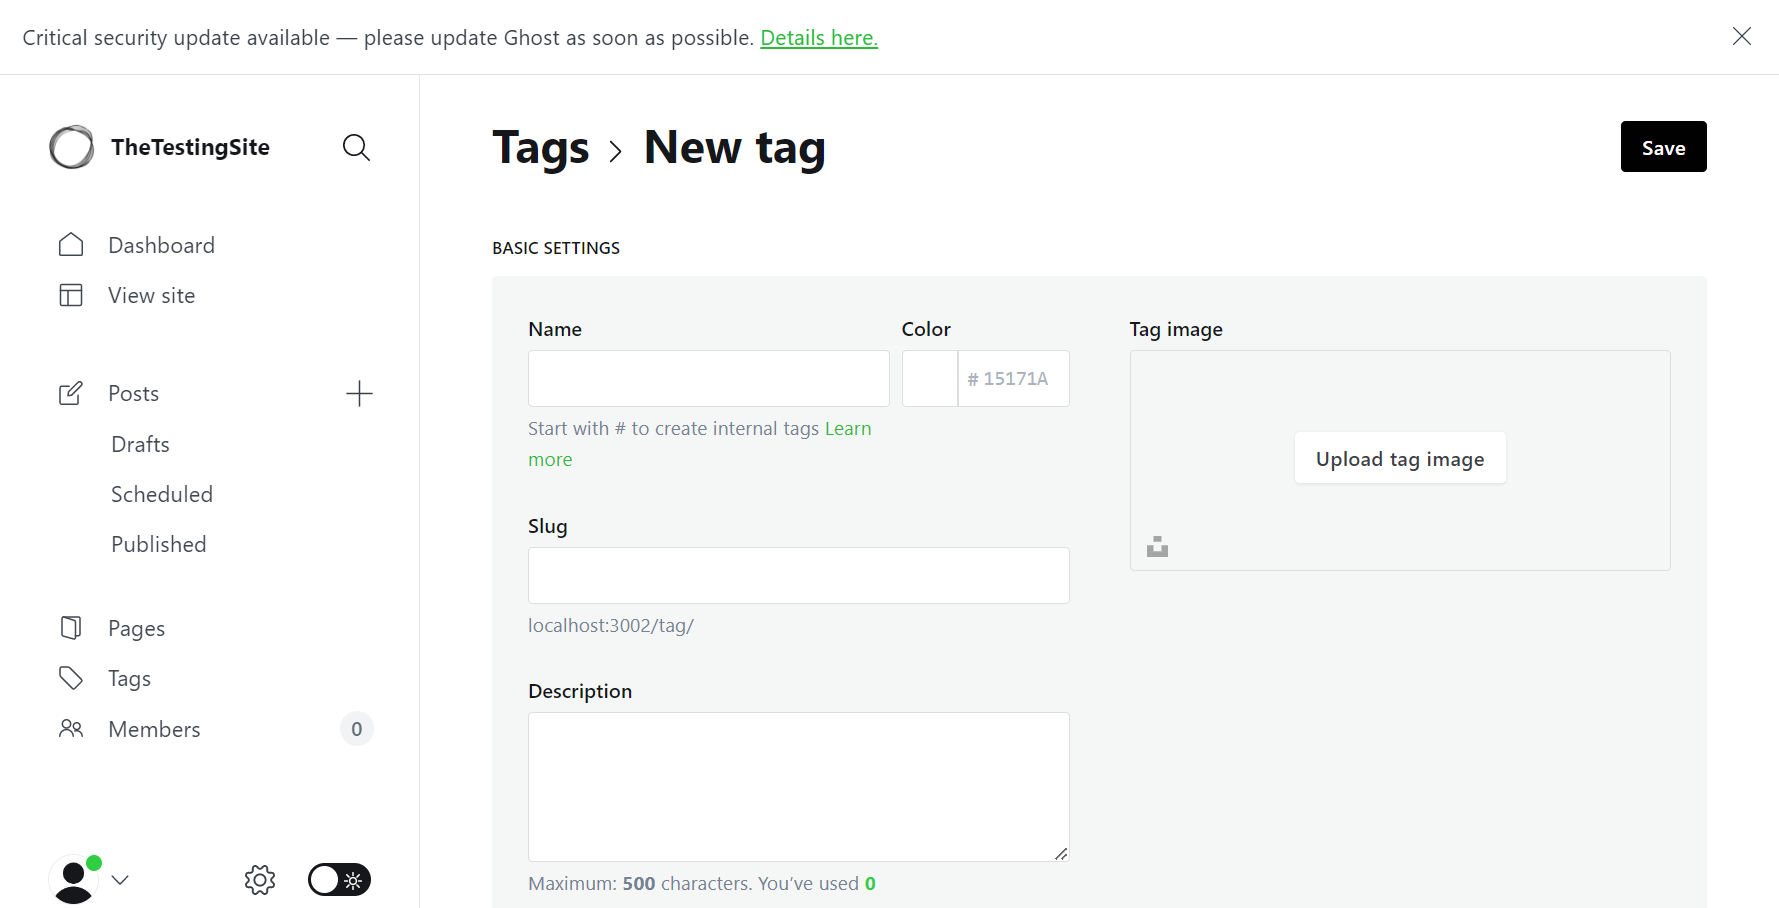 Critical security update available — please update Ghost as soon as possible. Details here.
TheTestingSite
Dashboard
View site
Posts
Drafts
Scheduled
Published
Pages
Tags
Members 0
Tags > New tag
Save
BASIC SETTINGS
Name
Color
# 15171A
Start with # to create internal tags Learn
more
Slug
localhost:3002/tag/
Description
Maximum: 500 characters. You’ve used 0
Tag image
Upload tag image